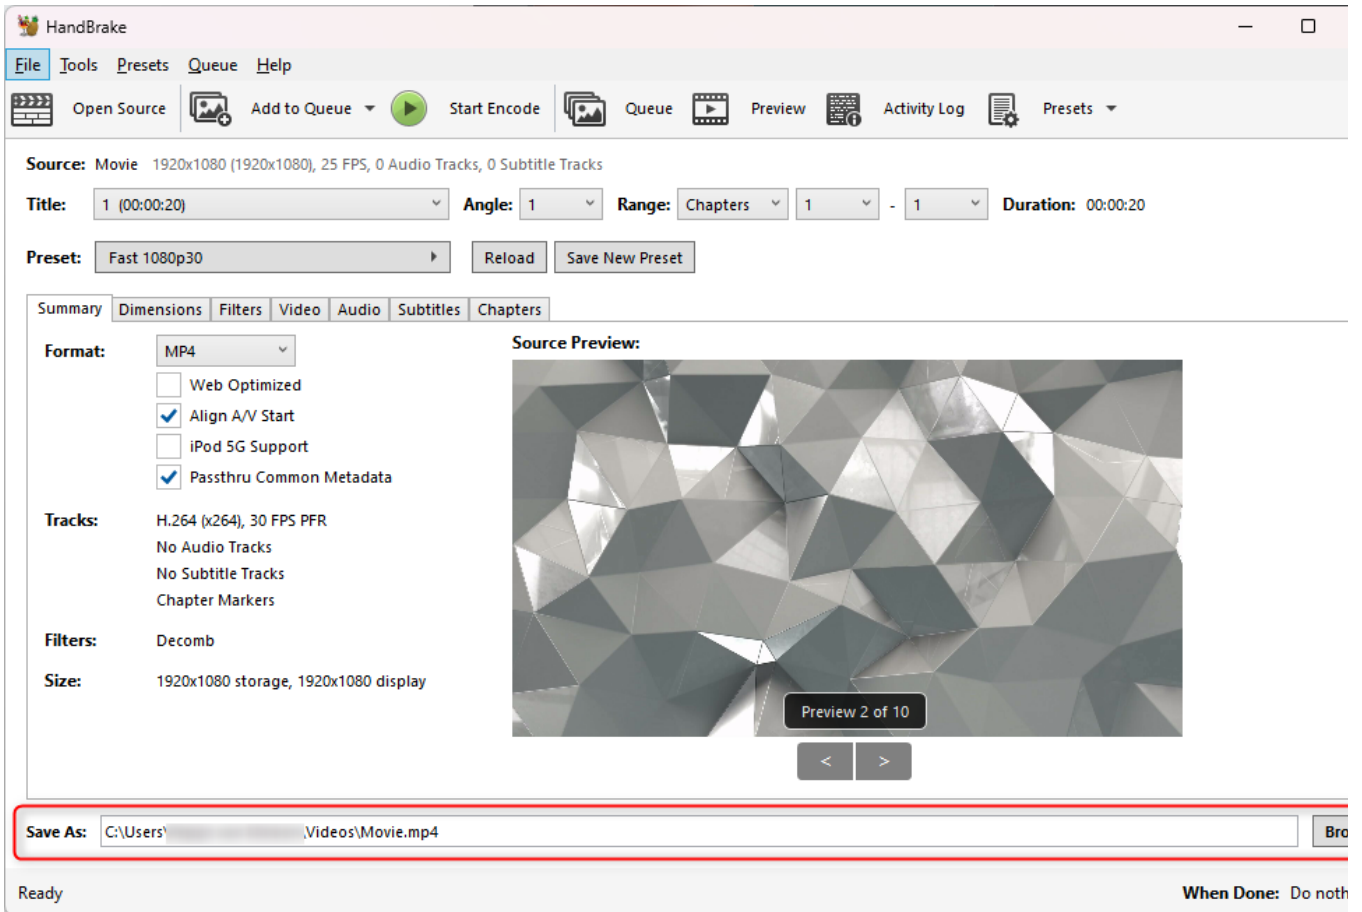 HandBrake
File Tools Presets Queue Help
Open Source Add to Queue Start Encode Queue Preview Activity Log Presets
Source: Movie 1920x1080 (1920x1080), 25 FPS, 0 Audio Tracks, 0 Subtitle Tracks
Title: 1 (00:00:20) Angle: 1 Range: Chapters 1 - 1 Duration: 00:00:20
Preset: Fast 1080p30 Reload Save New Preset
Summary Dimensions Filters Video Audio Subtitles Chapters
Format: MP4 Source Preview:
Web Optimized
Align A/V Start
iPod 5G Support
Passthru Common Metadata
Tracks: H.264 (x264), 30 FPS PFR
No Audio Tracks
No Subtitle Tracks
Chapter Markers
Filters: Decomb
Size: 1920x1080 storage, 1920x1080 display
Preview 2 of 10
< >
Save As: C:\Users\ \Videos\Movie.mp4 Bro
Ready When Done: Do noth